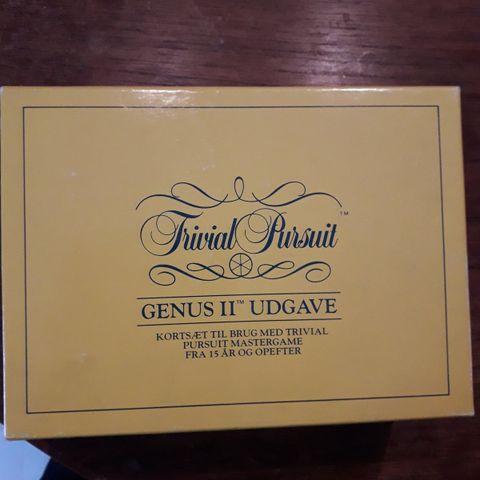 Trivial Pursuit™
GENUS II™ UDGAVE
KORTSÆT TIL BRUG MED TRIVIAL
PURSUIT MASTERGAME
FRA 15 ÅR OG OPEFTER